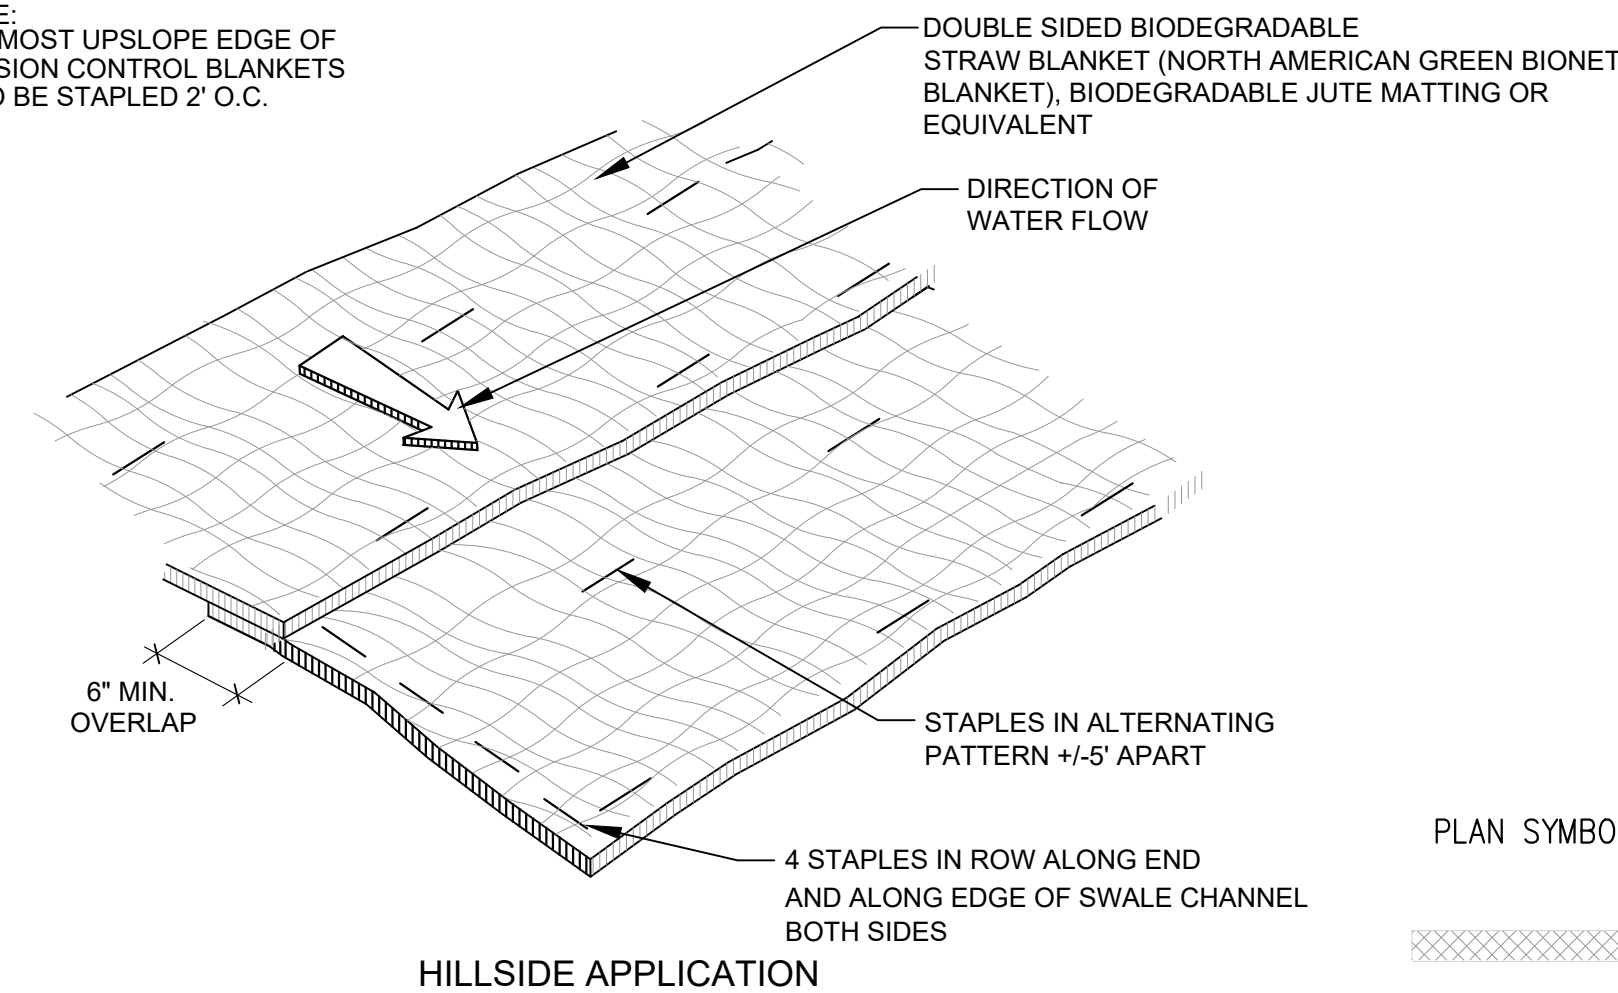 E:
MOST UPSLOPE EDGE OF
SION CONTROL BLANKETS
BE STAPLED 2' O.C.
DOUBLE SIDED BIODEGRADABLE
STRAW BLANKET (NORTH AMERICAN GREEN BIONET
BLANKET), BIODEGRADABLE JUTE MATTING OR
EQUIVALENT
DIRECTION OF
WATER FLOW
6" MIN.
OVERLAP
STAPLES IN ALTERNATING
PATTERN +/-5' APART
4 STAPLES IN ROW ALONG END
AND ALONG EDGE OF SWALE CHANNEL
BOTH SIDES
HILLSIDE APPLICATION
PLAN SYMBO